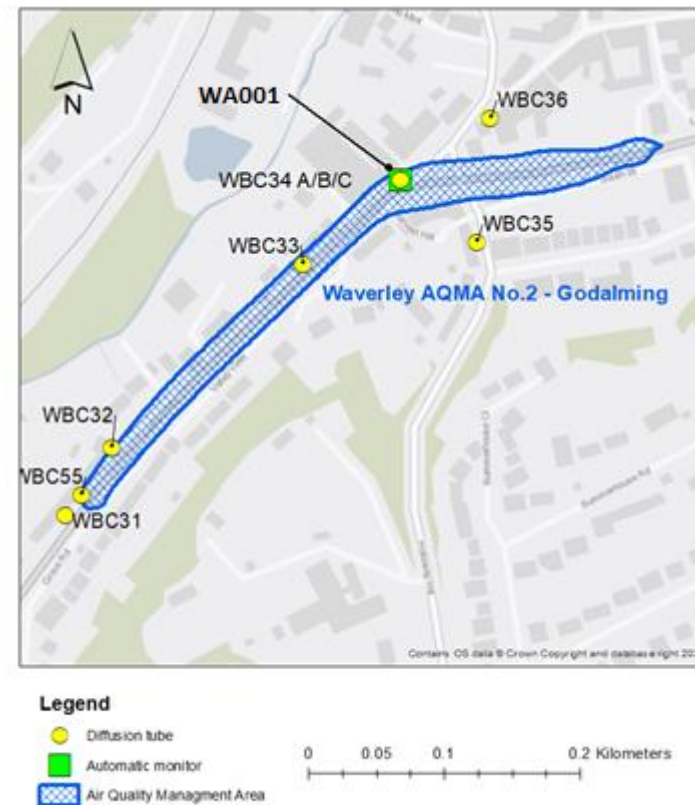 WBC36
WA001
WBC34 A/B/C
WBC35
WBC33
Waverley AQMA No.2 - Godalming
WBC32
WBC55
WBC31
N
Contains OS data © Crown Copyright and database right 202
Legend
Diffusion tube
Automatic monitor
Air Quality Managment Area
0 0.05 0.1 0.2 Kilometers